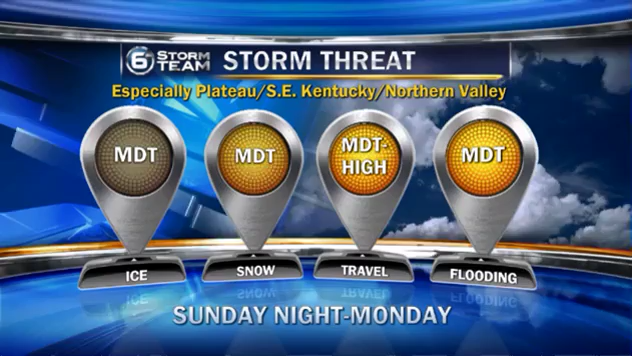 6 STORM TEAM STORM THREAT
Especially Plateau/S.E. Kentucky/Northern Valley
MDT MDT MDT-HIGH MDT
ICE SNOW TRAVEL FLOODING
SUNDAY NIGHT-MONDAY